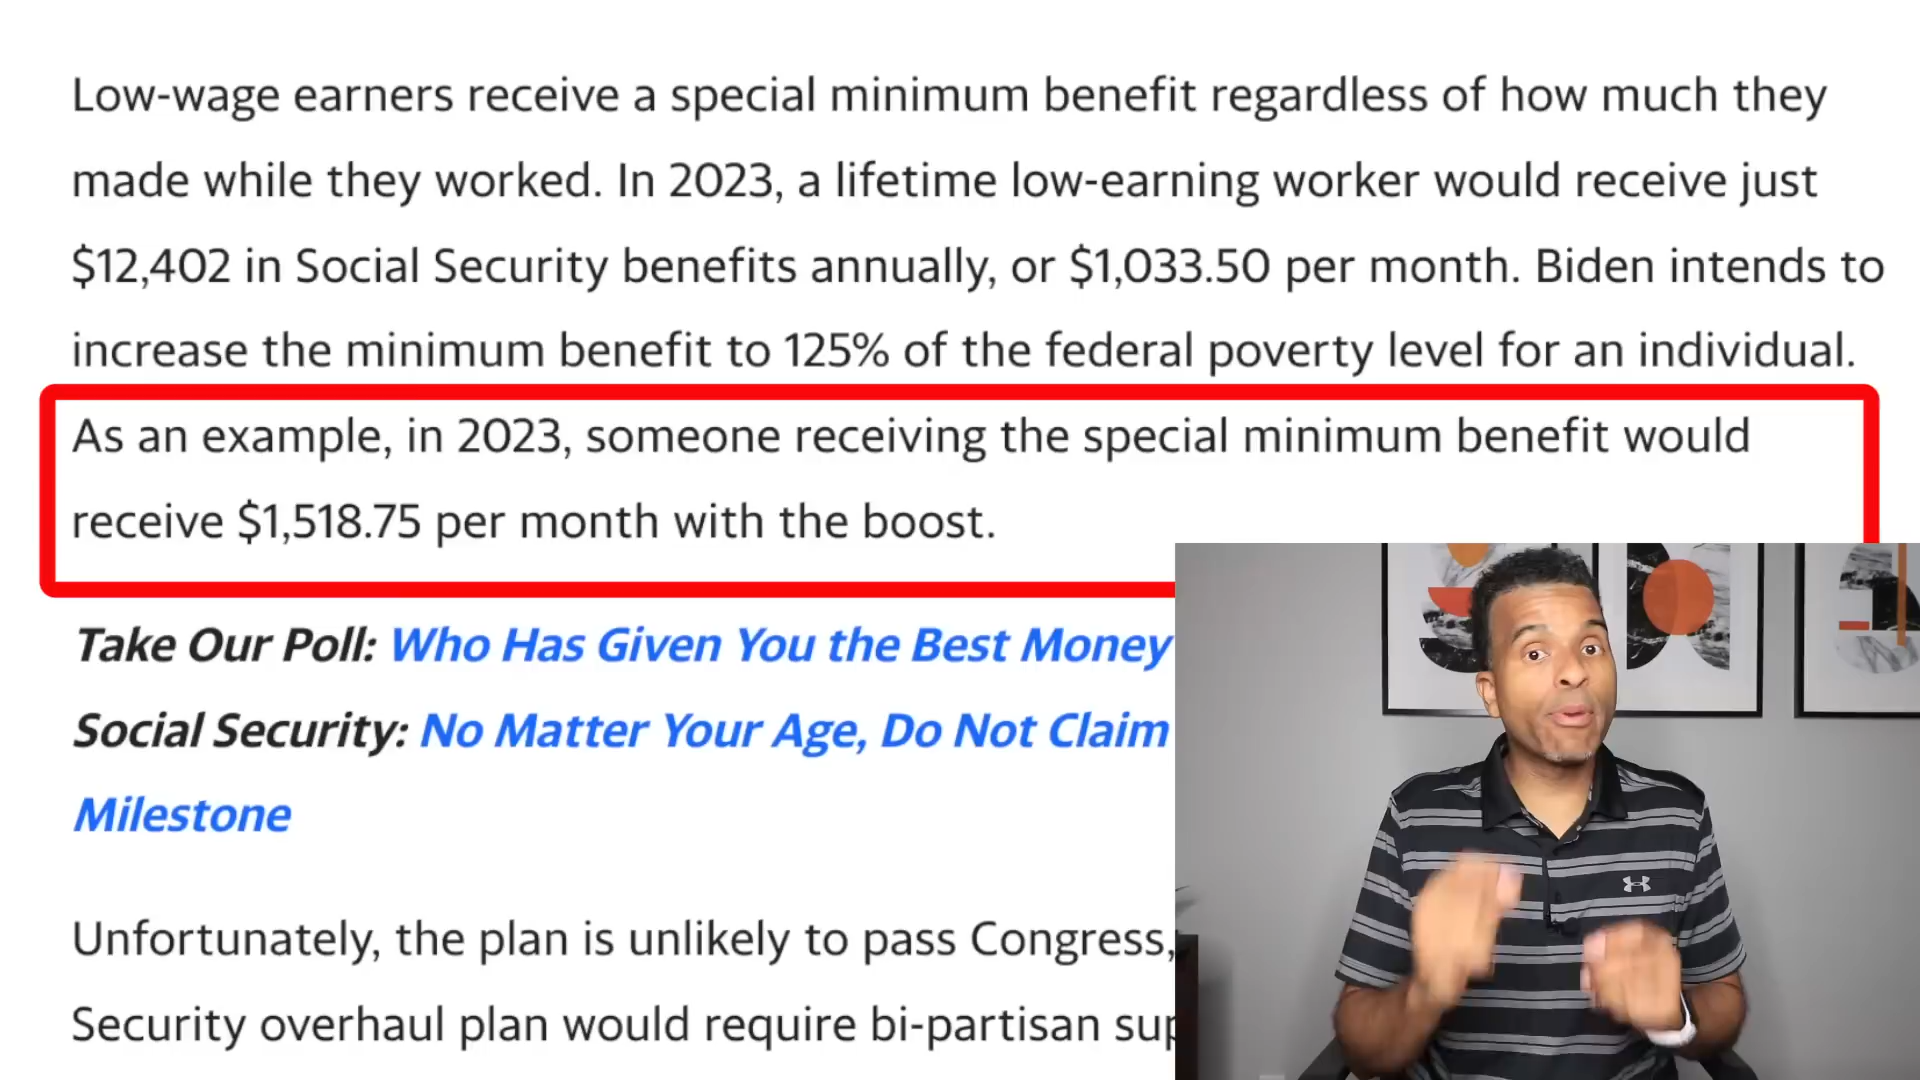 Low-wage earners receive a special minimum benefit regardless of how much they
made while they worked. In 2023, a lifetime low-earning worker would receive just
$12,402 in Social Security benefits annually, or $1,033.50 per month. Biden intends to
increase the minimum benefit to 125% of the federal poverty level for an individual.
As an example, in 2023, someone receiving the special minimum benefit would
receive $1,518.75 per month with the boost.
Take Our Poll: Who Has Given You the Best Money
Social Security: No Matter Your Age, Do Not Claim
Milestone
Unfortunately, the plan is unlikely to pass Congress,
Security overhaul plan would require bi-partisan